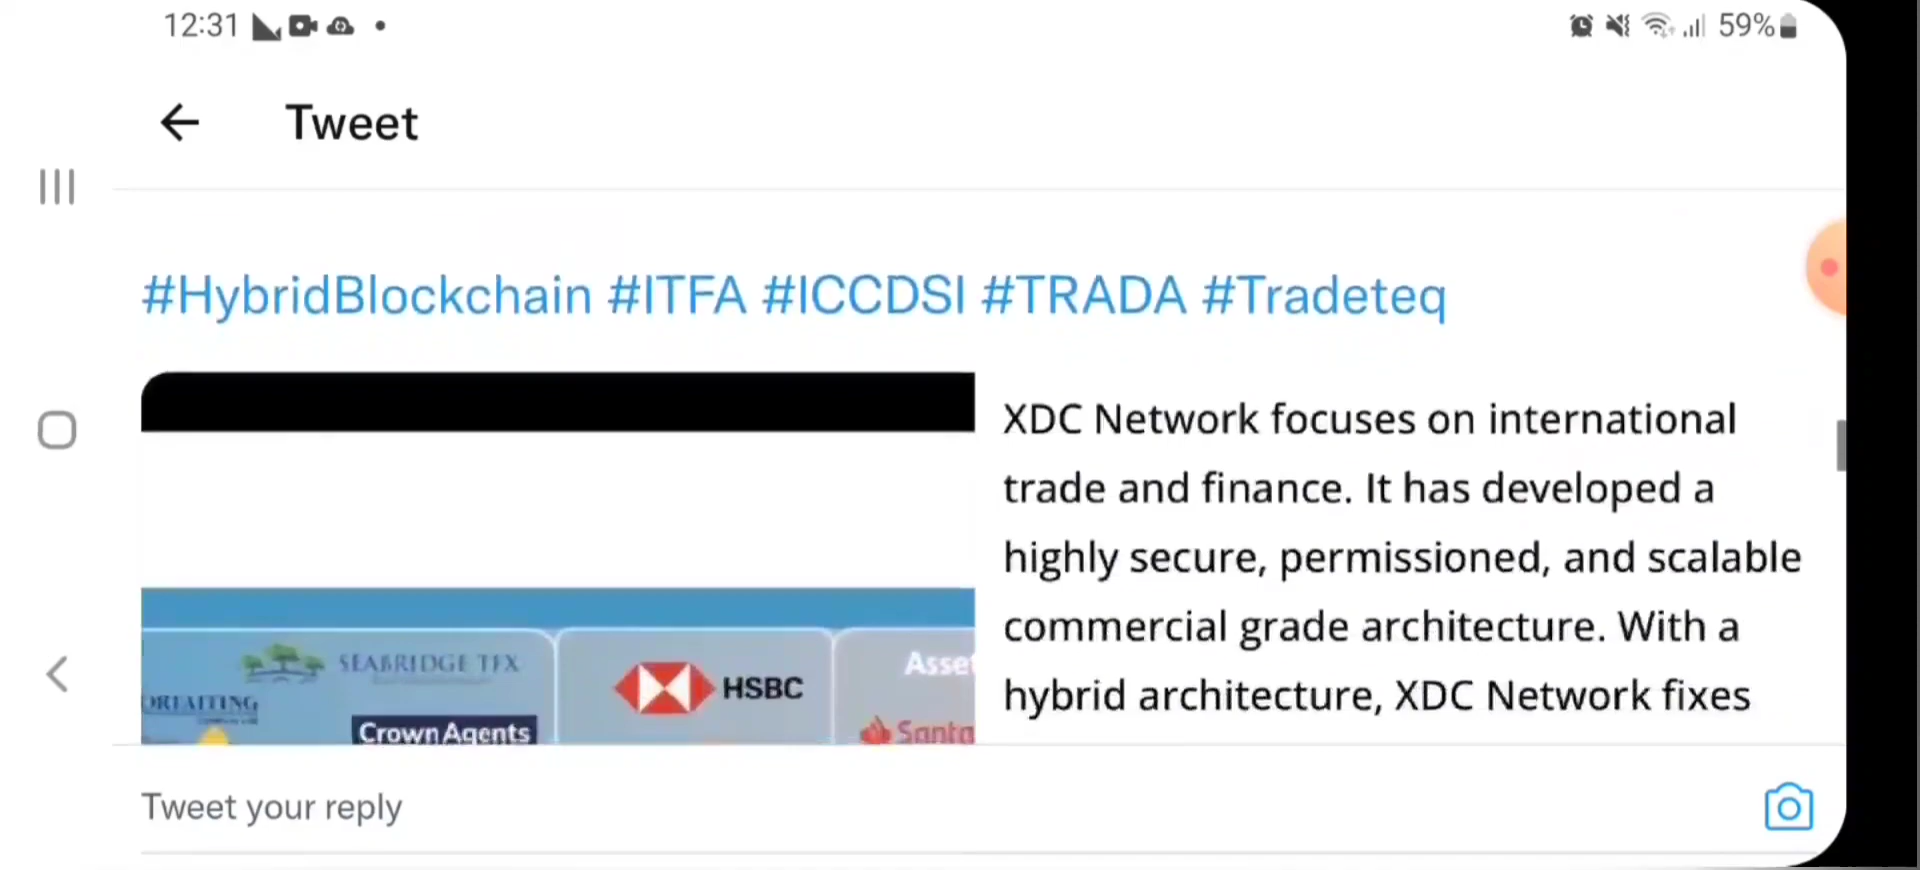 12:31
59%
Tweet
#HybridBlockchain #ITFA #ICCDSI #TRADA #Tradeteq
XDC Network focuses on international
trade and finance. It has developed a
highly secure, permissioned, and scalable
commercial grade architecture. With a
hybrid architecture, XDC Network fixes
SEABRIDGE TFX
HSBC
Asset
Crown Agents
Santa
Tweet your reply